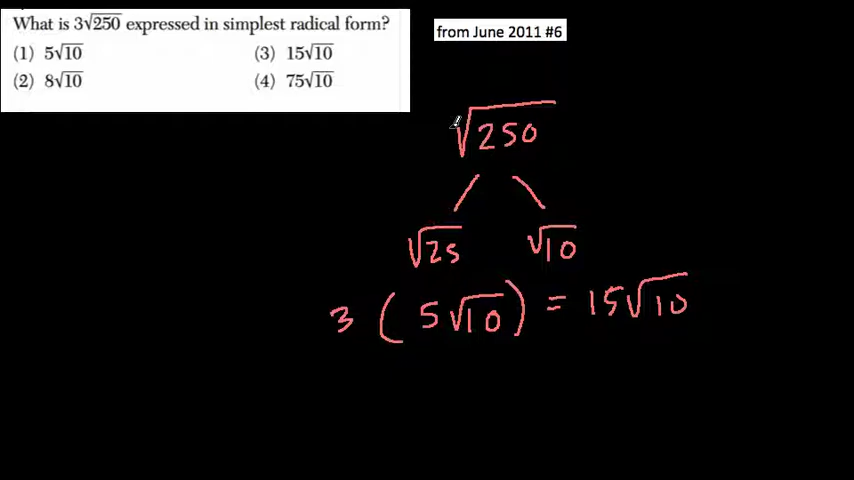 What is 3√250 expressed in simplest radical form?
(1) 5√10 (3) 15√10
(2) 8√10 (4) 75√10
from June 2011 #6
√250
√25 √10
3 ( 5√10 ) = 15√10